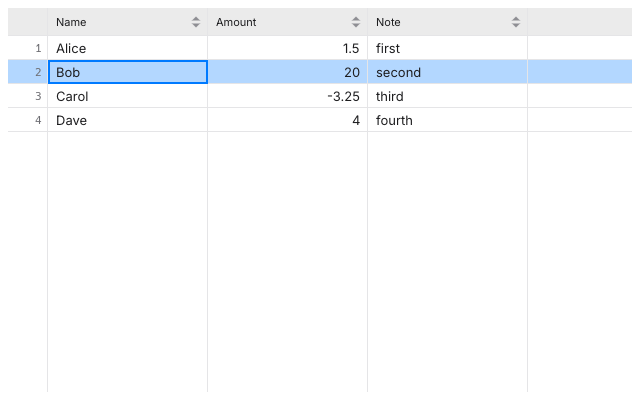 Name Amount Note
1 Alice 1.5 first
2 Bob 20 second
3 Carol -3.25 third
4 Dave 4 fourth